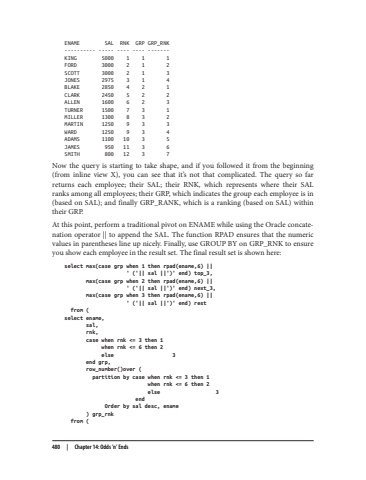 ENAME SAL RNK GRP GRP_RNK
---------- ----- ---- ---- -------
KING 5000 1 1 1
FORD 3000 2 1 2
SCOTT 3000 2 1 3
JONES 2975 3 1 4
BLAKE 2850 4 2 1
CLARK 2450 5 2 2
ALLEN 1600 6 2 3
TURNER 1500 7 3 1
MILLER 1300 8 3 2
MARTIN 1250 9 3 3
WARD 1250 9 3 4
ADAMS 1100 10 3 5
JAMES 950 11 3 6
SMITH 800 12 3 7
Now the query is starting to take shape, and if you followed it from the beginning
(from inline view X), you can see that it's not that complicated. The query so far
returns each employee; their SAL; their RNK, which represents where their SAL
ranks among all employees; their GRP, which indicates the group each employee is in
(based on SAL); and finally GRP_RANK, which is a ranking (based on SAL) within
their GRP.
At this point, perform a traditional pivot on ENAME while using the Oracle concate-
nation operator || to append the SAL. The function RPAD ensures that the numeric
values in parentheses line up nicely. Finally, use GROUP BY on GRP_RNK to ensure
you show each employee in the result set. The final result set is shown here:
select max(case grp when 1 then rpad(ename,6) ||
' ('|| sal ||')' end) top_3,
max(case grp when 2 then rpad(ename,6) ||
' ('|| sal ||')' end) next_3,
max(case grp when 3 then rpad(ename,6) ||
' ('|| sal ||')' end) rest
from (
select ename,
sal,
rnk,
case when rnk <= 3 then 1
when rnk <= 6 then 2
else 3
end grp,
row_number()over (
partition by case when rnk <= 3 then 1
when rnk <= 6 then 2
else 3
end
Order by sal desc, ename
) grp_rnk
from (
480 | Chapter 14: Odds 'n' Ends